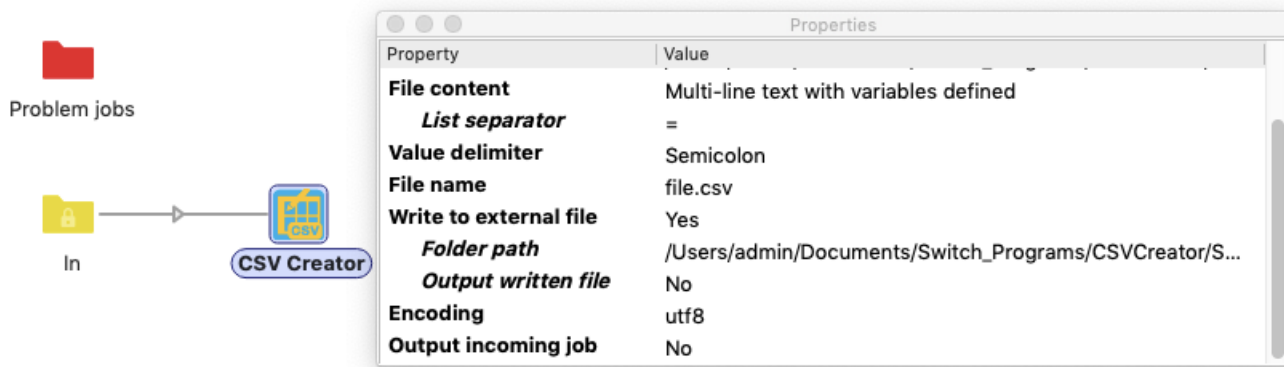 Properties
Property Value
File content Multi-line text with variables defined
List separator =
Value delimiter Semicolon
File name file.csv
Write to external file Yes
Folder path /Users/admin/Documents/Switch_Programs/CSVCreator/S...
Output written file No
Encoding utf8
Output incoming job No
Problem jobs
In
CSV
CSV Creator